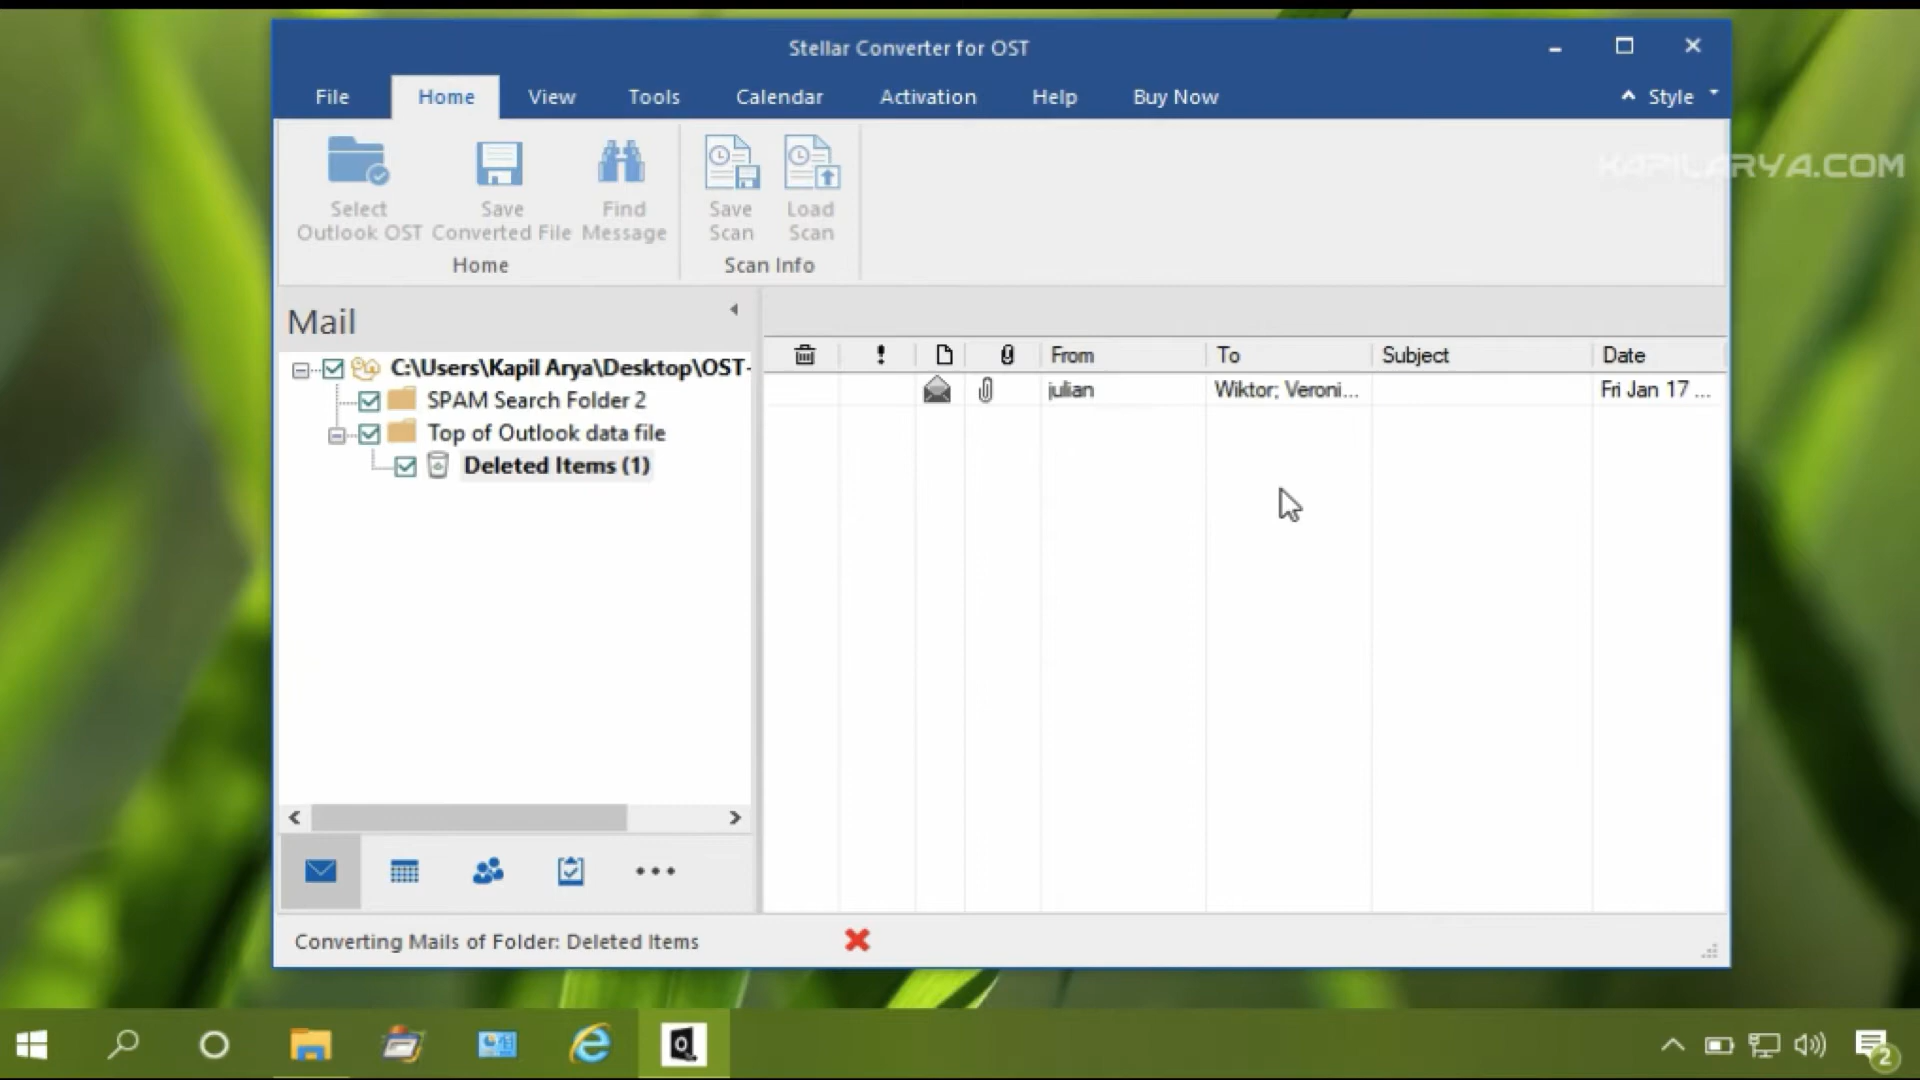 Stellar Converter for OST
File Home View Tools Calendar Activation Help Buy Now Style
KAPILARYA.COM
Select Outlook OST
Save Converted File
Find Message
Save Scan
Load Scan
Home
Scan Info
Mail
From To Subject Date
C:\Users\Kapil Arya\Desktop\OST-
julian Wiktor; Veroni... Fri Jan 17 ...
SPAM Search Folder 2
Top of Outlook data file
Deleted Items (1)
Converting Mails of Folder: Deleted Items
2